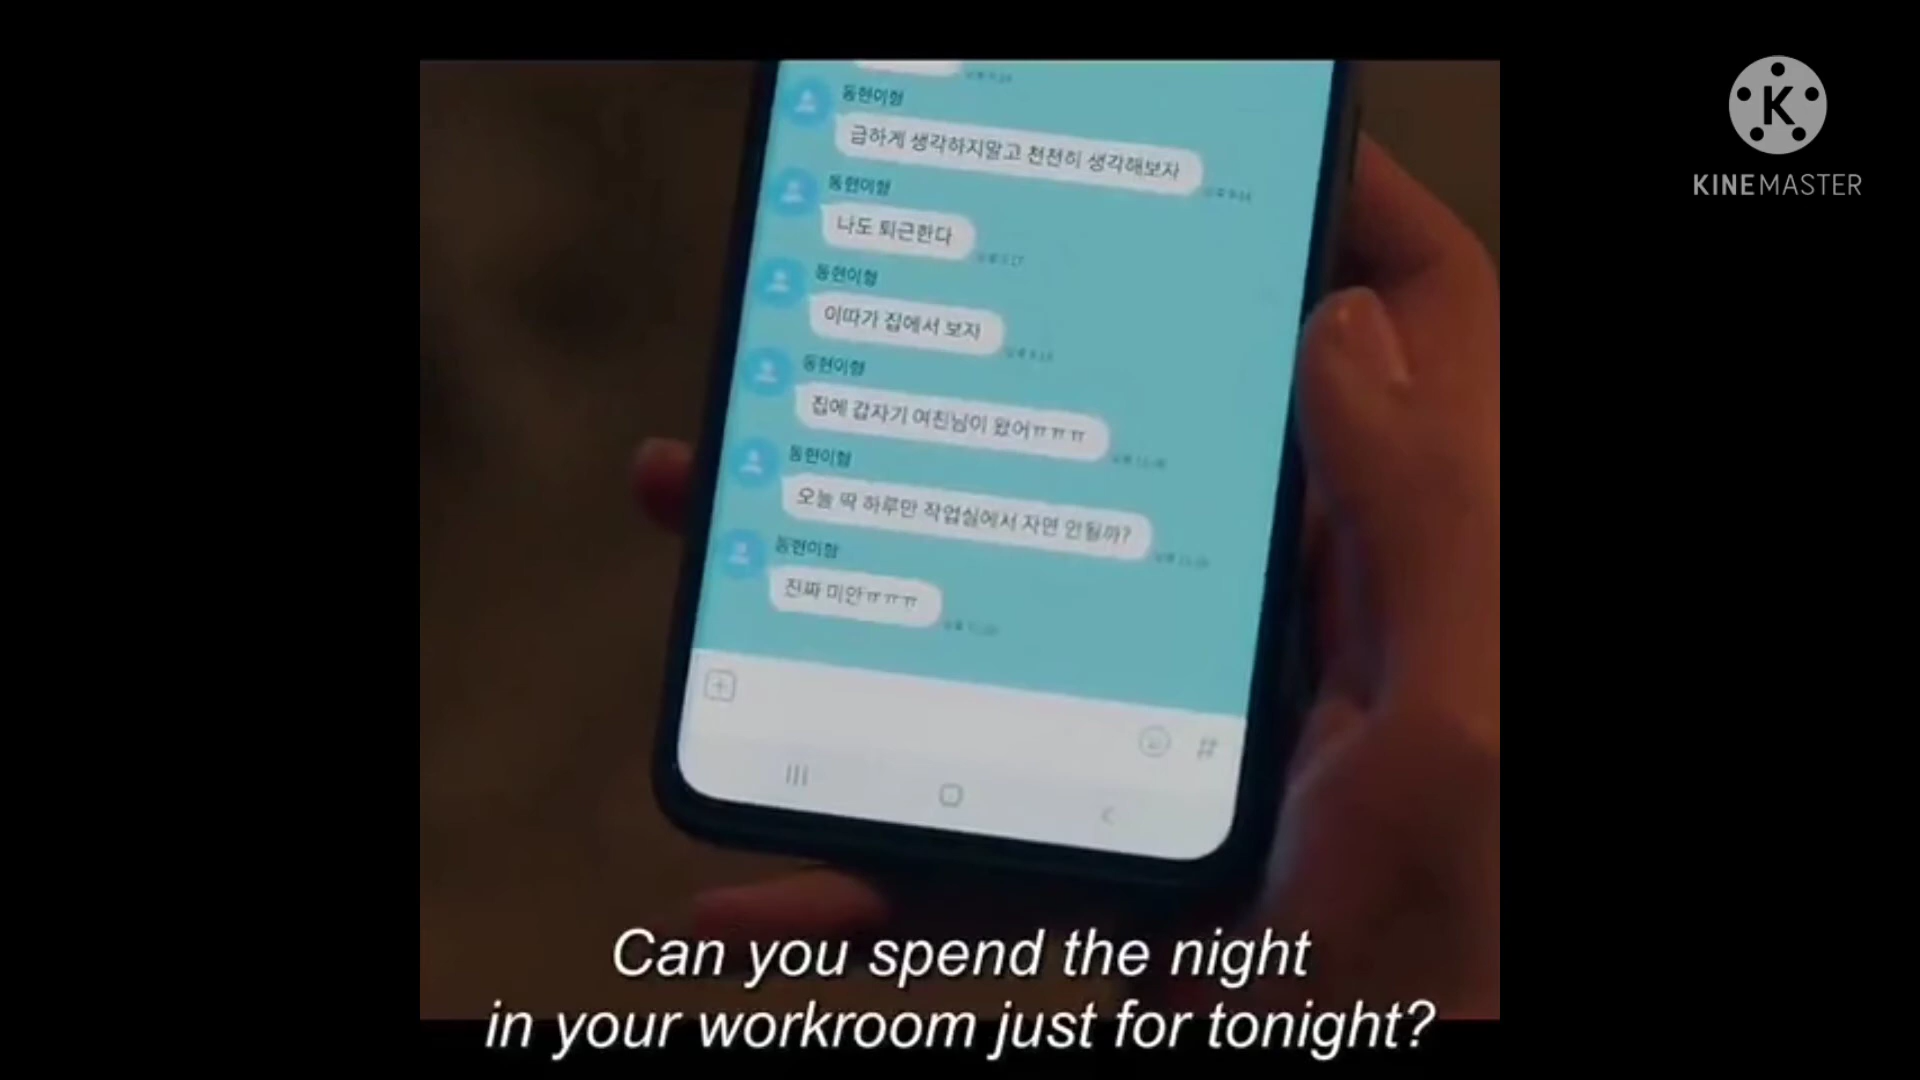 동현이형
급하게 생각하지말고 천천히 생각해보자
동현이형
나도 퇴근한다
동현이형
이따가 집에서 보자
동현이형
집에 갑자기 여친님이 왔어ㅠㅠㅠ
동현이형
오늘 딱 하루만 작업실에서 자면 안될까?
동현이형
진짜 미안ㅠㅠㅠ
#
K
KINEMASTER
Can you spend the night
in your workroom just for tonight?